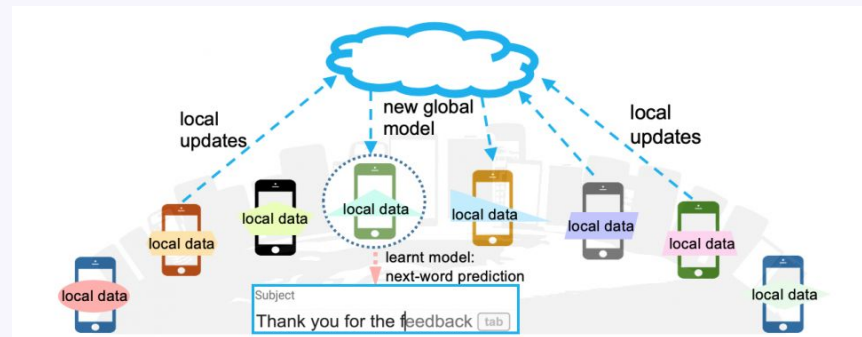 new global
model
local
updates
local
updates
local data
local data
local data
local data
local data
local data
local data
local data
learnt model:
next-word prediction
Subject
Thank you for the feedback tab